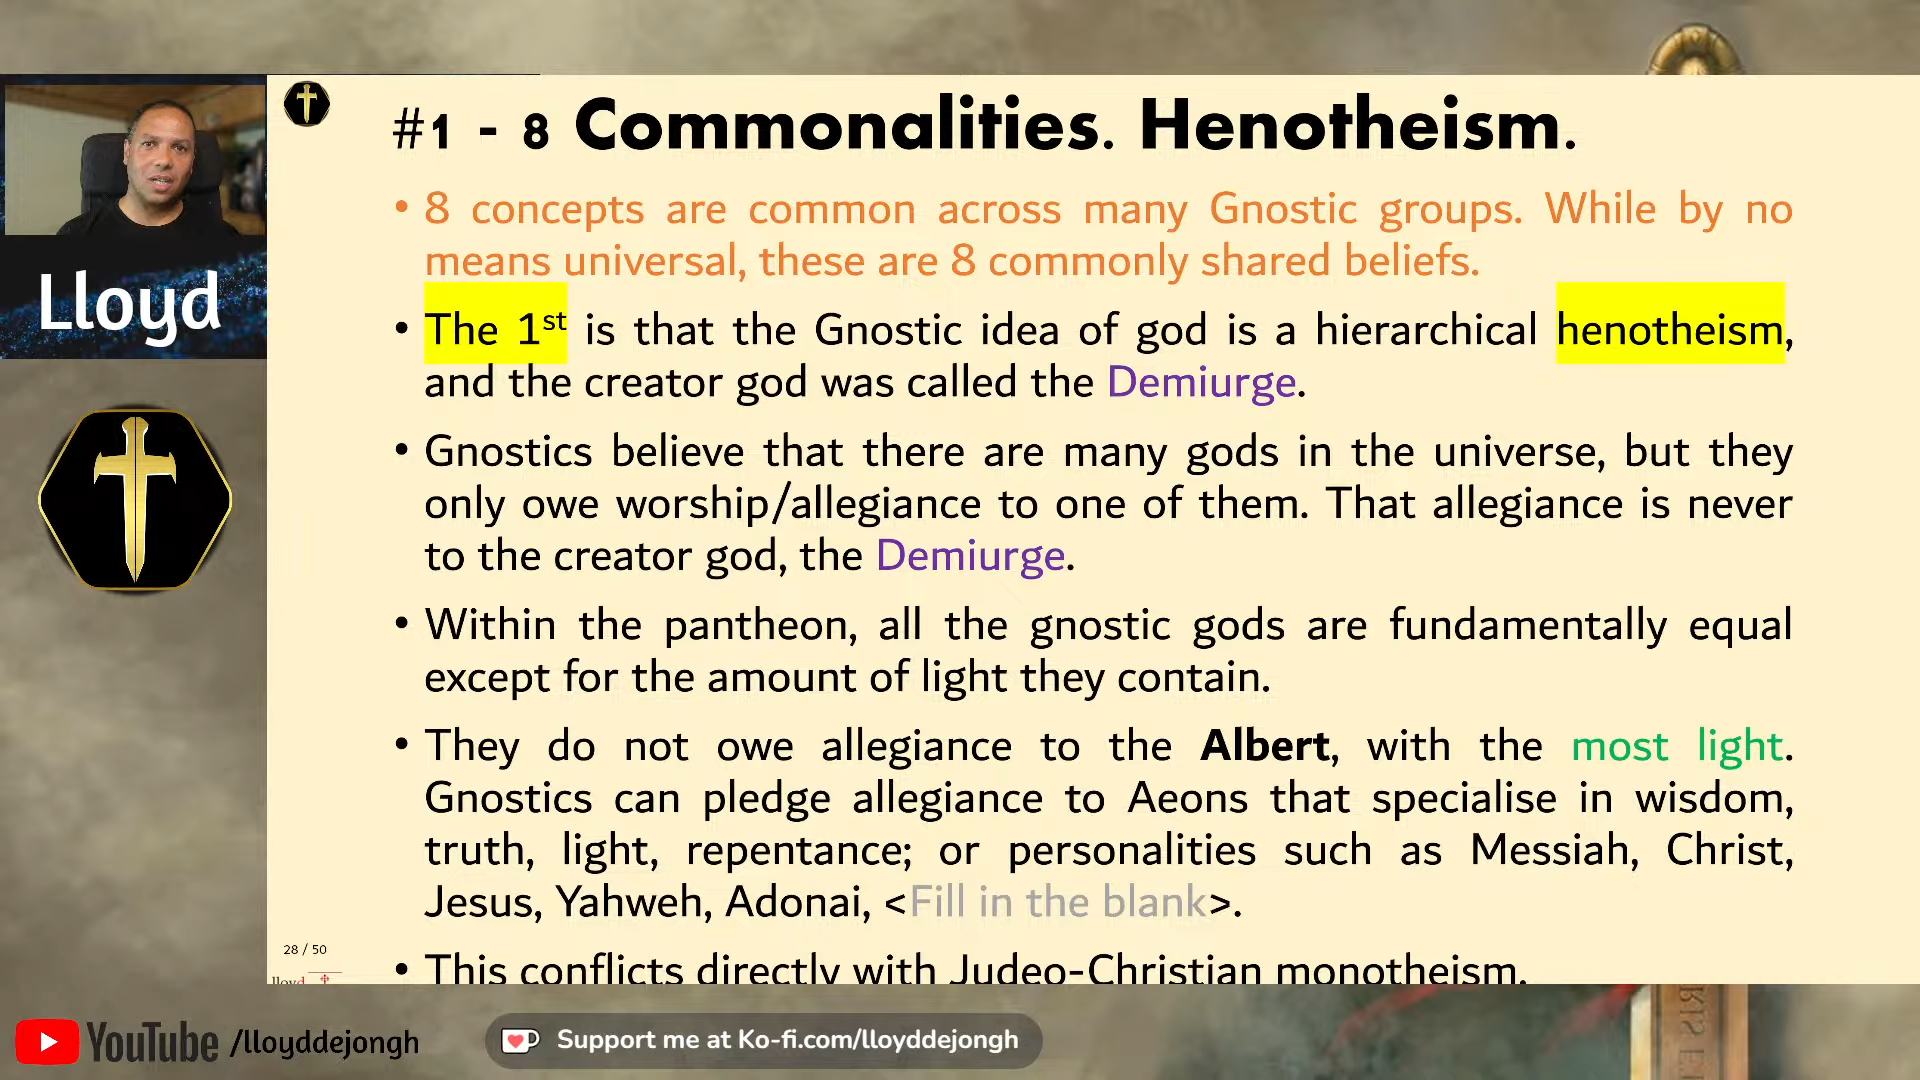 #1 - 8 Commonalities. Henotheism.
• 8 concepts are common across many Gnostic groups. While by no
means universal, these are 8 commonly shared beliefs.
• The 1st is that the Gnostic idea of god is a hierarchical henotheism,
and the creator god was called the Demiurge.
• Gnostics believe that there are many gods in the universe, but they
only owe worship/allegiance to one of them. That allegiance is never
to the creator god, the Demiurge.
• Within the pantheon, all the gnostic gods are fundamentally equal
except for the amount of light they contain.
• They do not owe allegiance to the Albert, with the most light.
Gnostics can pledge allegiance to Aeons that specialise in wisdom,
truth, light, repentance; or personalities such as Messiah, Christ,
Jesus, Yahweh, Adonai, <Fill in the blank>.
• This conflicts directly with Judeo-Christian monotheism.
28 / 50
lloyd
Lloyd
YouTube /lloyddejongh
Support me at Ko-fi.com/lloyddejongh